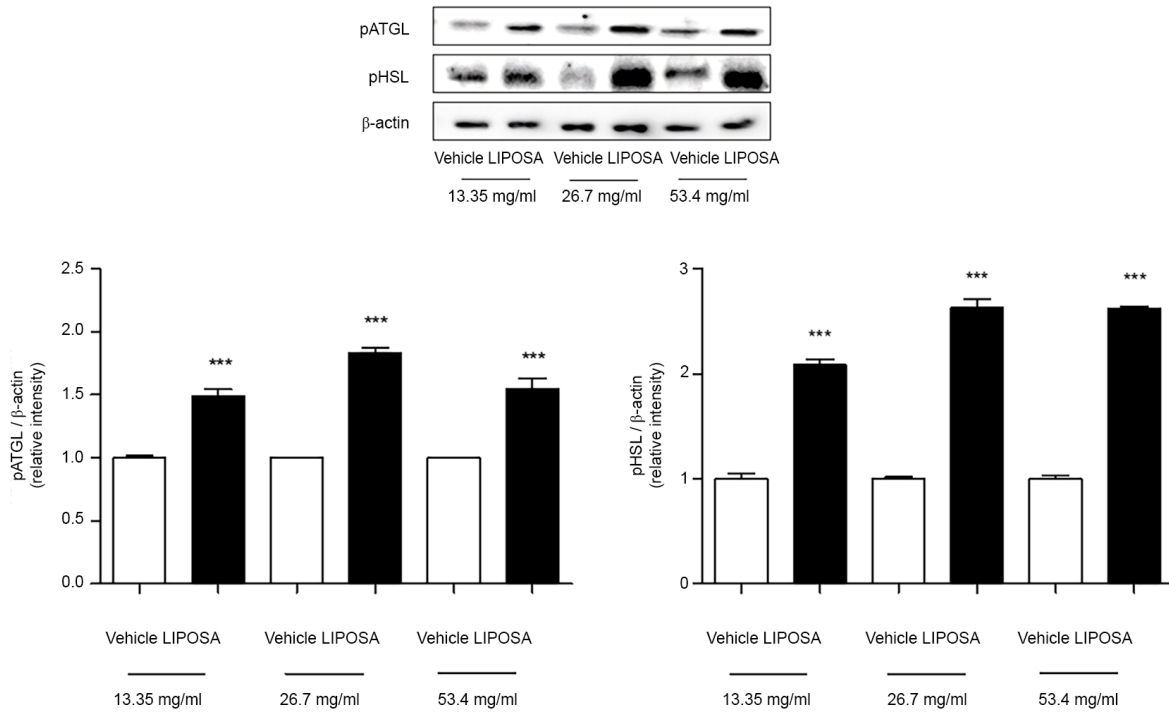 pATGL
pHSL
β-actin
Vehicle LIPOSA Vehicle LIPOSA Vehicle LIPOSA
13.35 mg/ml 26.7 mg/ml 53.4 mg/ml
pATGL / β-actin
(relative intensity)
2.5
2.0
1.5
1.0
0.5
0.0
***
***
***
Vehicle LIPOSA Vehicle LIPOSA Vehicle LIPOSA
13.35 mg/ml 26.7 mg/ml 53.4 mg/ml
pHSL / β-actin
(relative intensity)
3
2
1
0
***
***
***
Vehicle LIPOSA Vehicle LIPOSA Vehicle LIPOSA
13.35 mg/ml 26.7 mg/ml 53.4 mg/ml